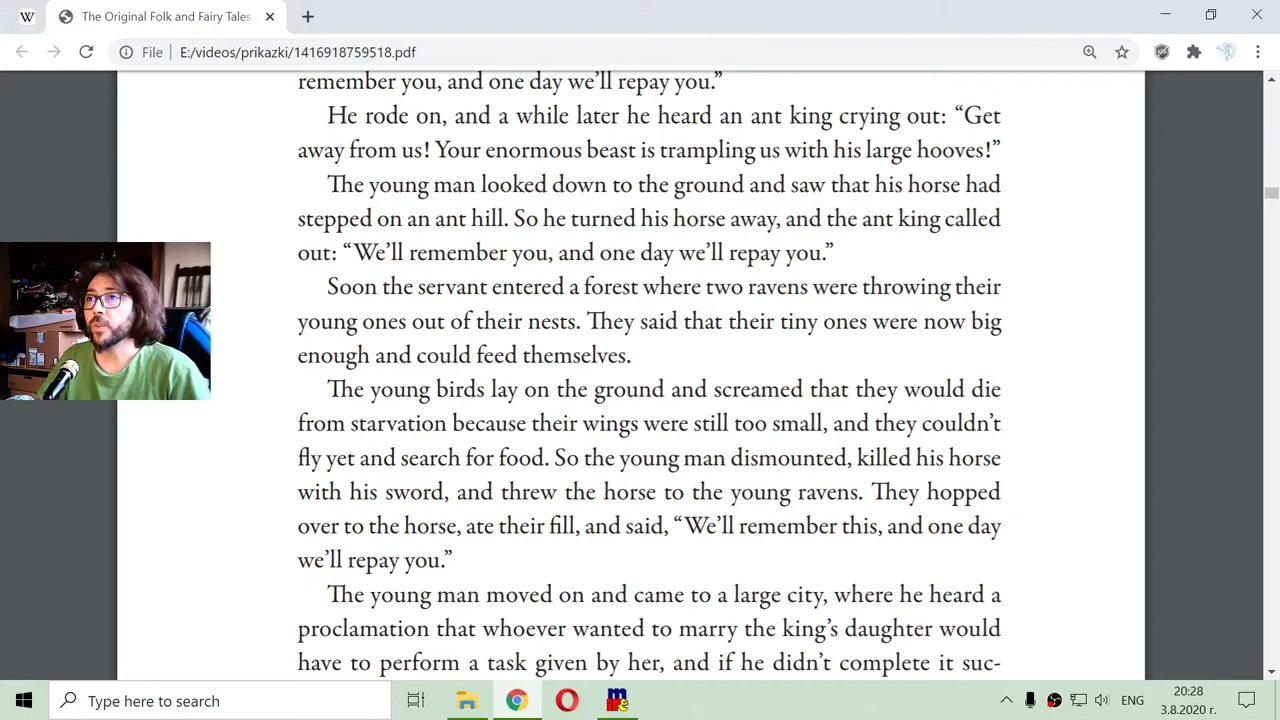 The Original Folk and Fairy Tales
File | E:/videos/prikazki/1416918759518.pdf
remember you, and one day we’ll repay you.”
He rode on, and a while later he heard an ant king crying out: “Get
away from us! Your enormous beast is trampling us with his large hooves!”
The young man looked down to the ground and saw that his horse had
stepped on an ant hill. So he turned his horse away, and the ant king called
out: “We’ll remember you, and one day we’ll repay you.”
Soon the servant entered a forest where two ravens were throwing their
young ones out of their nests. They said that their tiny ones were now big
enough and could feed themselves.
The young birds lay on the ground and screamed that they would die
from starvation because their wings were still too small, and they couldn’t
fly yet and search for food. So the young man dismounted, killed his horse
with his sword, and threw the horse to the young ravens. They hopped
over to the horse, ate their fill, and said, “We’ll remember this, and one day
we’ll repay you.”
The young man moved on and came to a large city, where he heard a
proclamation that whoever wanted to marry the king’s daughter would
have to perform a task given by her, and if he didn’t complete it suc-
Type here to search
ЕНГ
20:28
3.8.2020 г.